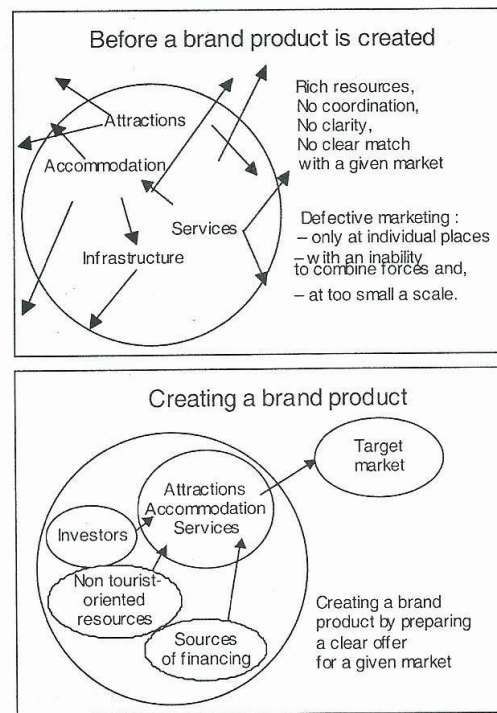 Before a brand product is created
Attractions
Accommodation
Services
Infrastructure
Rich resources,
No coordination,
No clarity,
No clear match
with a given market
Defective marketing :
– only at individual places
– with an inability
to combine forces and,
– at too small a scale.
Creating a brand product
Target
market
Attractions
Accommodation
Services
Investors
Non tourist-
oriented
resources
Sources
of financing
Creating a brand
product by preparing
a clear offer
for a given market